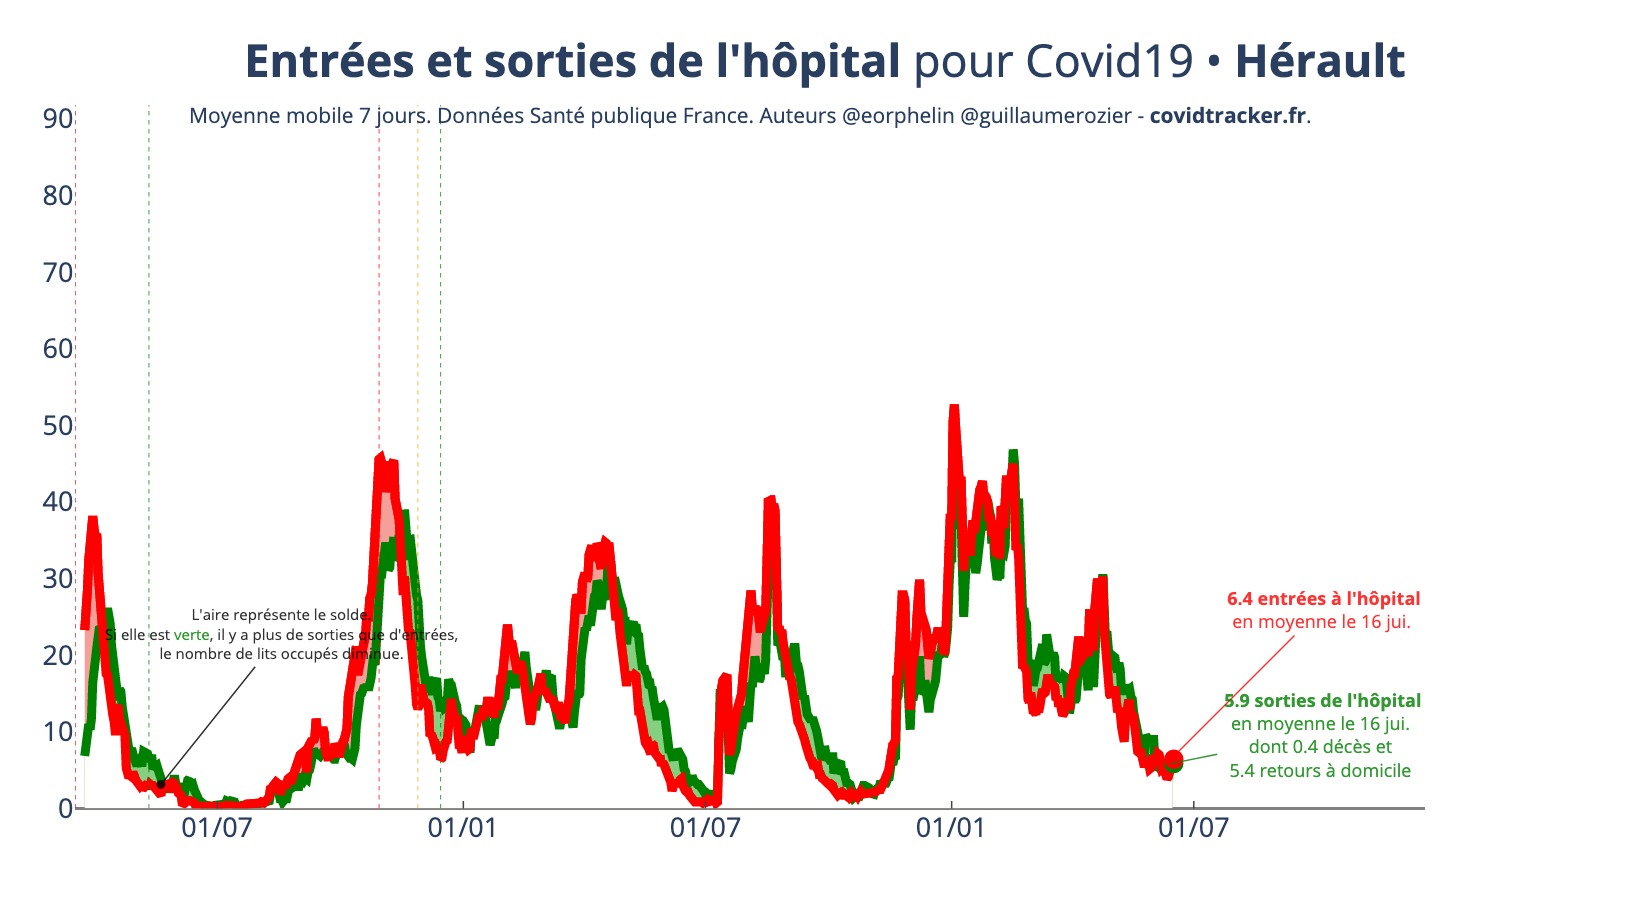 Entrées et sorties de l'hôpital pour Covid19 • Hérault
Moyenne mobile 7 jours. Données Santé publique France. Auteurs @eorphelin @guillaumerozier - covidtracker.fr.
90
80
70
60
50
40
30
20
10
0
L'aire représente le solde.
Si elle est verte, il y a plus de sorties que d'entrées,
le nombre de lits occupés diminue.
6.4 entrées à l'hôpital
en moyenne le 16 jui.
5.9 sorties de l'hôpital
en moyenne le 16 jui.
dont 0.4 décès et
5.4 retours à domicile
01/07
01/01
01/07
01/01
01/07